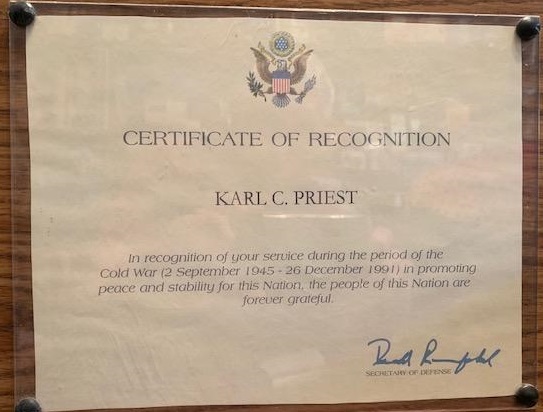 CERTIFICATE OF RECOGNITION
KARL C. PRIEST
In recognition of your service during the period of the
Cold War (2 September 1945 - 26 December 1991) in promoting
peace and stability for this Nation, the people of this Nation are
forever grateful.
SECRETARY OF DEFENSE